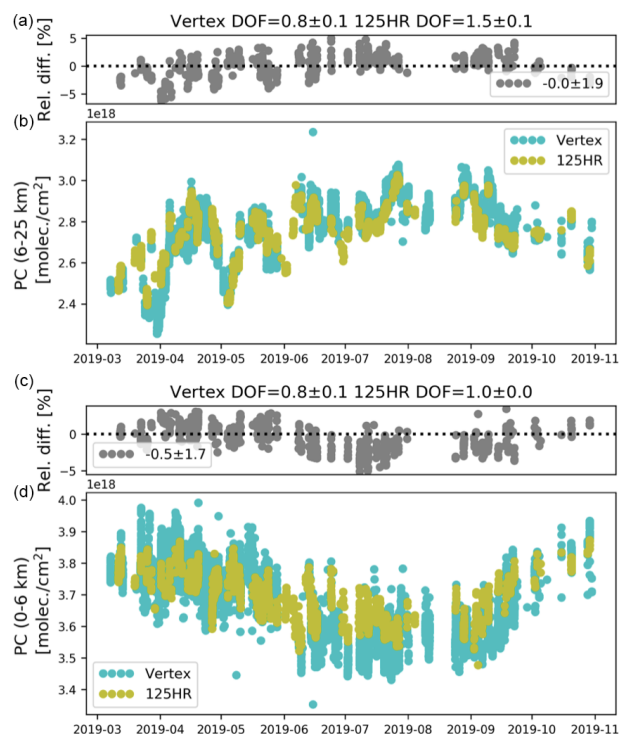 (a)
Vertex DOF=0.8±0.1 125HR DOF=1.5±0.1
Rel. diff. [%]
5
0
−5
-0.0±1.9
(b)
1e18
PC (6-25 km)
[molec./cm²]
3.2
3.0
2.8
2.6
2.4
Vertex
125HR
2019-03 2019-04 2019-05 2019-06 2019-07 2019-08 2019-09 2019-10 2019-11
(c)
Vertex DOF=0.8±0.1 125HR DOF=1.0±0.0
Rel. diff. [%]
0
−5
-0.5±1.7
(d)
1e18
PC (0-6 km)
[molec./cm²]
4.0
3.9
3.8
3.7
3.6
3.5
3.4
Vertex
125HR
2019-03 2019-04 2019-05 2019-06 2019-07 2019-08 2019-09 2019-10 2019-11